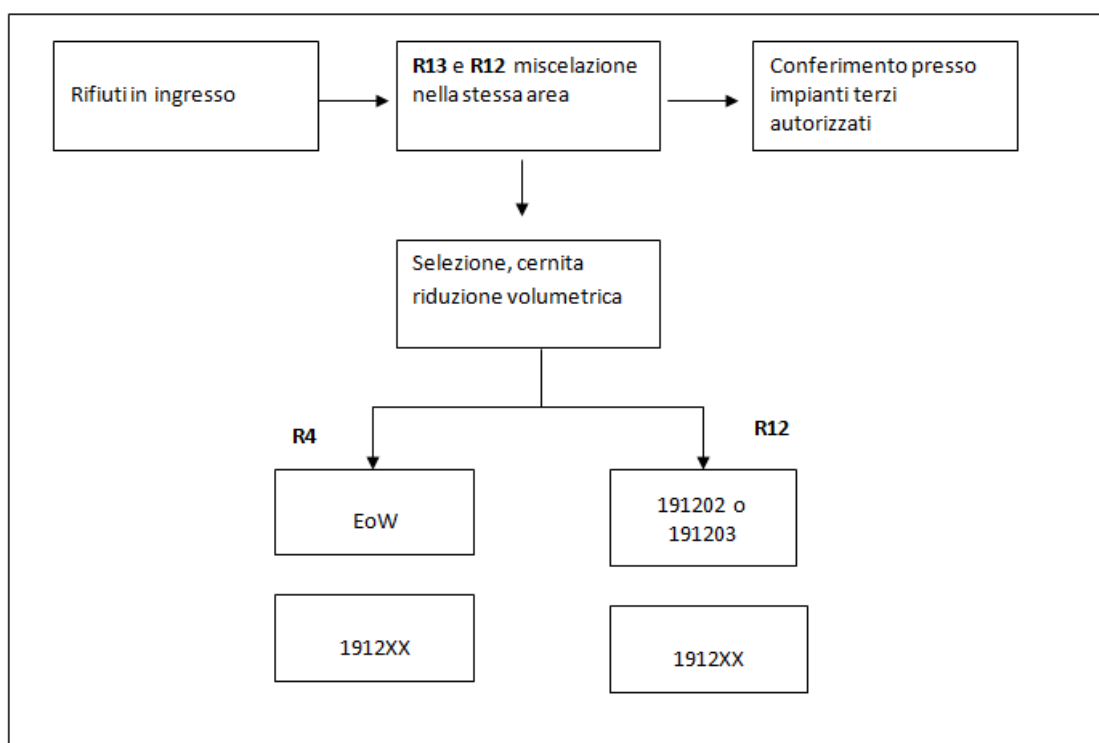 Rifiuti in ingresso
R13 e R12 miscelazione
nella stessa area
Conferimento presso
impianti terzi
autorizzati
Selezione, cernita
riduzione volumetrica
R4
R12
EoW
191202 o
191203
1912XX
1912XX